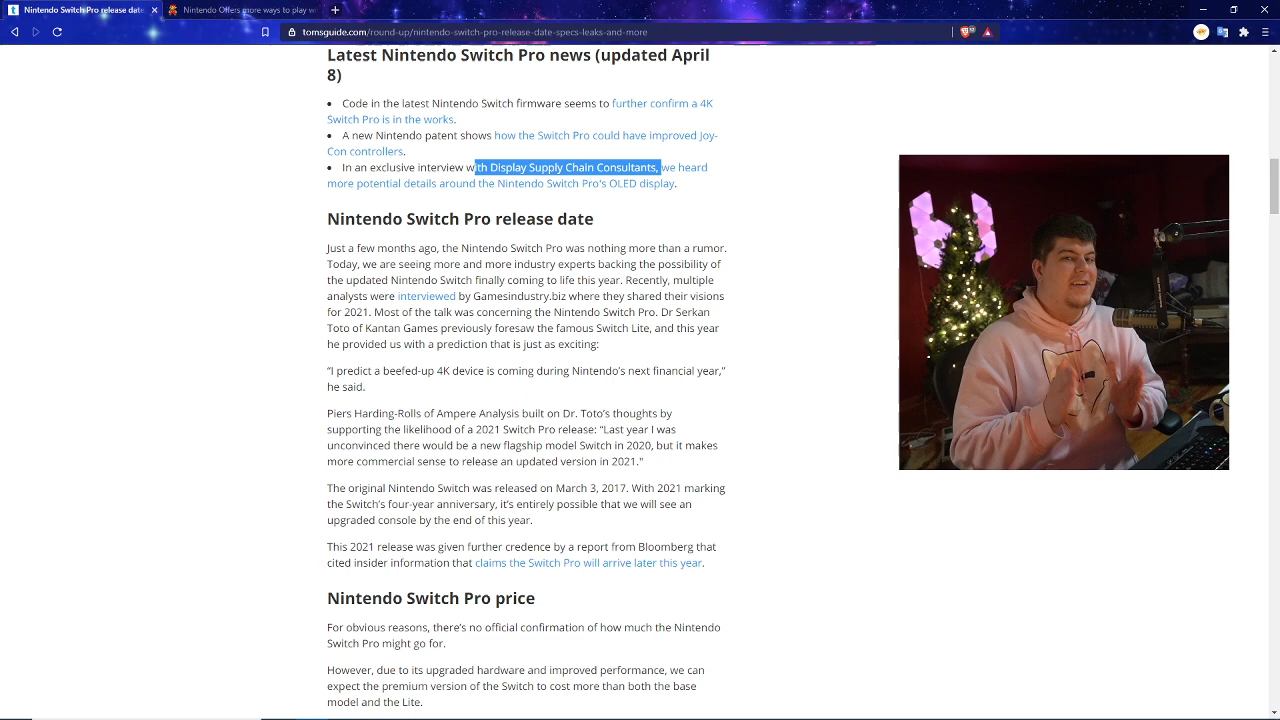 Nintendo Switch Pro release date
Nintendo Offers more ways to play wi
tomsguide.com/round-up/nintendo-switch-pro-release-date-specs-leaks-and-more
Latest Nintendo Switch Pro news (updated April
8)
Code in the latest Nintendo Switch firmware seems to further confirm a 4K
Switch Pro is in the works.
A new Nintendo patent shows how the Switch Pro could have improved Joy-
Con controllers.
In an exclusive interview with Display Supply Chain Consultants, we heard
more potential details around the Nintendo Switch Pro's OLED display.
Nintendo Switch Pro release date
Just a few months ago, the Nintendo Switch Pro was nothing more than a rumor.
Today, we are seeing more and more industry experts backing the possibility of
the updated Nintendo Switch finally coming to life this year. Recently, multiple
analysts were interviewed by Gamesindustry.biz where they shared their visions
for 2021. Most of the talk was concerning the Nintendo Switch Pro. Dr Serkan
Toto of Kantan Games previously foresaw the famous Switch Lite, and this year
he provided us with a prediction that is just as exciting:
“I predict a beefed-up 4K device is coming during Nintendo’s next financial year,”
he said.
Piers Harding-Rolls of Ampere Analysis built on Dr. Toto’s thoughts by
supporting the likelihood of a 2021 Switch Pro release: “Last year I was
unconvinced there would be a new flagship model Switch in 2020, but it makes
more commercial sense to release an updated version in 2021."
The original Nintendo Switch was released on March 3, 2017. With 2021 marking
the Switch’s four-year anniversary, it’s entirely possible that we will see an
upgraded console by the end of this year.
This 2021 release was given further credence by a report from Bloomberg that
cited insider information that claims the Switch Pro will arrive later this year.
Nintendo Switch Pro price
For obvious reasons, there’s no official confirmation of how much the Nintendo
Switch Pro might go for.
However, due to its upgraded hardware and improved performance, we can
expect the premium version of the Switch to cost more than both the base
model and the Lite.